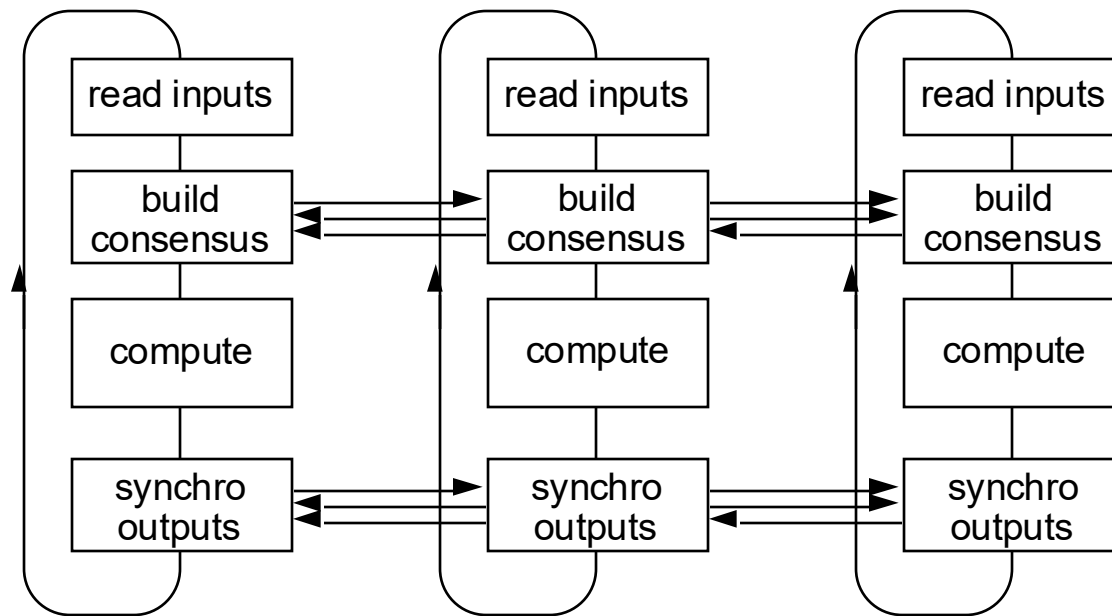 read inputs
read inputs
read inputs
build
consensus
build
consensus
build
consensus
compute
compute
compute
synchro
outputs
synchro
outputs
synchro
outputs